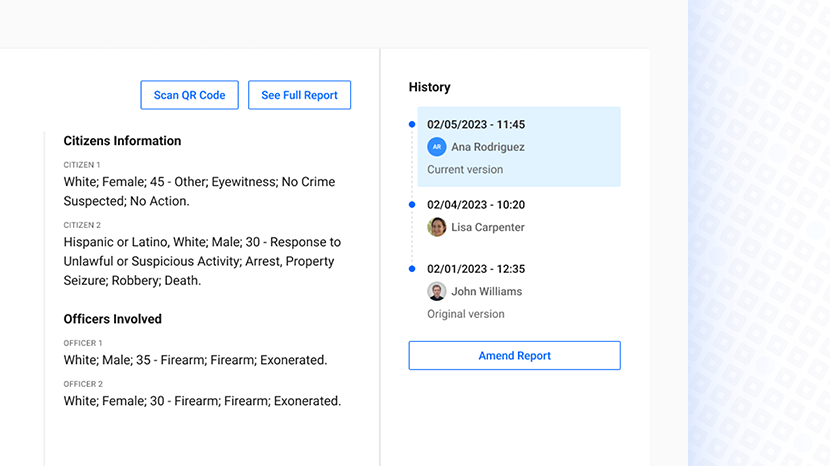 Scan QR Code
See Full Report
Citizens Information
CITIZEN 1
White; Female; 45 - Other; Eyewitness; No Crime
Suspected; No Action.
CITIZEN 2
Hispanic or Latino, White; Male; 30 - Response to
Unlawful or Suspicious Activity; Arrest, Property
Seizure; Robbery; Death.
Officers Involved
OFFICER 1
White; Male; 35 - Firearm; Firearm; Exonerated.
OFFICER 2
White; Female; 30 - Firearm; Firearm; Exonerated.
History
02/05/2023 - 11:45
AR Ana Rodriguez
Current version
02/04/2023 - 10:20
Lisa Carpenter
02/01/2023 - 12:35
John Williams
Original version
Amend Report